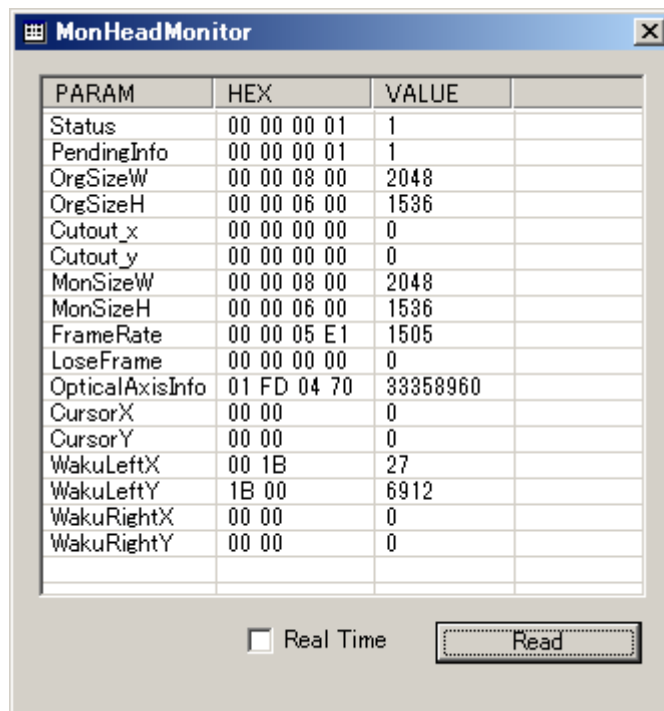 MonHeadMonitor
PARAM HEX VALUE
Status 00 00 00 01 1
PendingInfo 00 00 00 01 1
OrgSizeW 00 00 08 00 2048
OrgSizeH 00 00 06 00 1536
Cutout_x 00 00 00 00 0
Cutout_y 00 00 00 00 0
MonSizeW 00 00 08 00 2048
MonSizeH 00 00 06 00 1536
FrameRate 00 00 05 E1 1505
LoseFrame 00 00 00 00 0
OpticalAxisInfo 01 FD 04 70 33358960
CursorX 00 00 0
CursorY 00 00 0
WakuLeftX 00 1B 27
WakuLeftY 1B 00 6912
WakuRightX 00 00 0
WakuRightY 00 00 0
Real Time Read